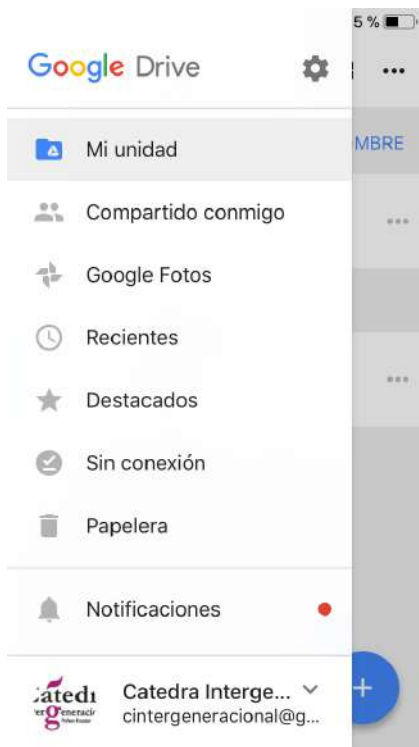 5 %
Google Drive
Mi unidad
MBRE
Compartido conmigo
Google Fotos
Recientes
Destacados
Sin conexión
Papelera
Notificaciones
Catedra Interge...
cintergeneracional@g...